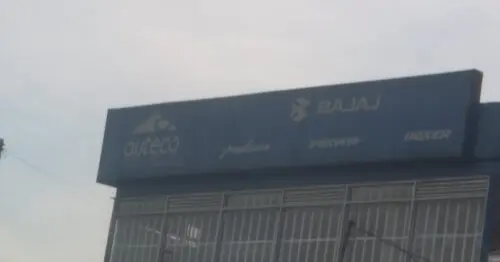 BAJAJ
auteco pulsar DISCOVER BOXER